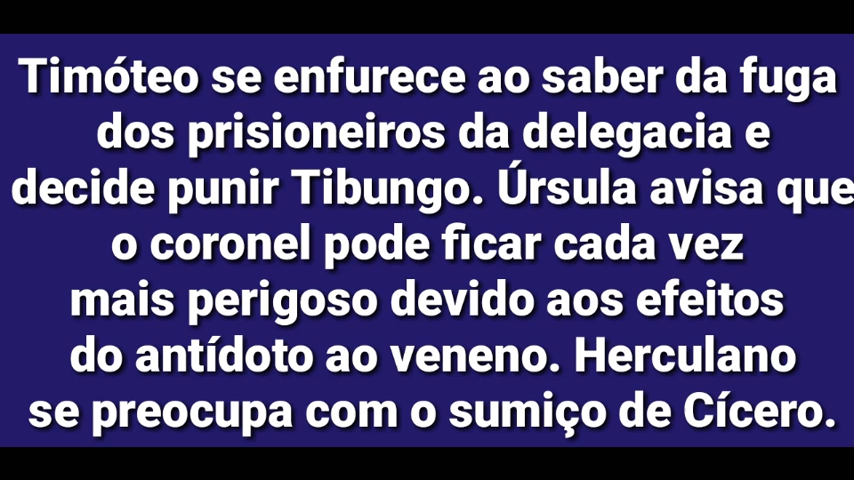 Timóteo se enfurece ao saber da fuga
dos prisioneiros da delegacia e
decide punir Tibungo. Úrsula avisa que
o coronel pode ficar cada vez
mais perigoso devido aos efeitos
do antídoto ao veneno. Herculano
se preocupa com o sumiço de Cícero.